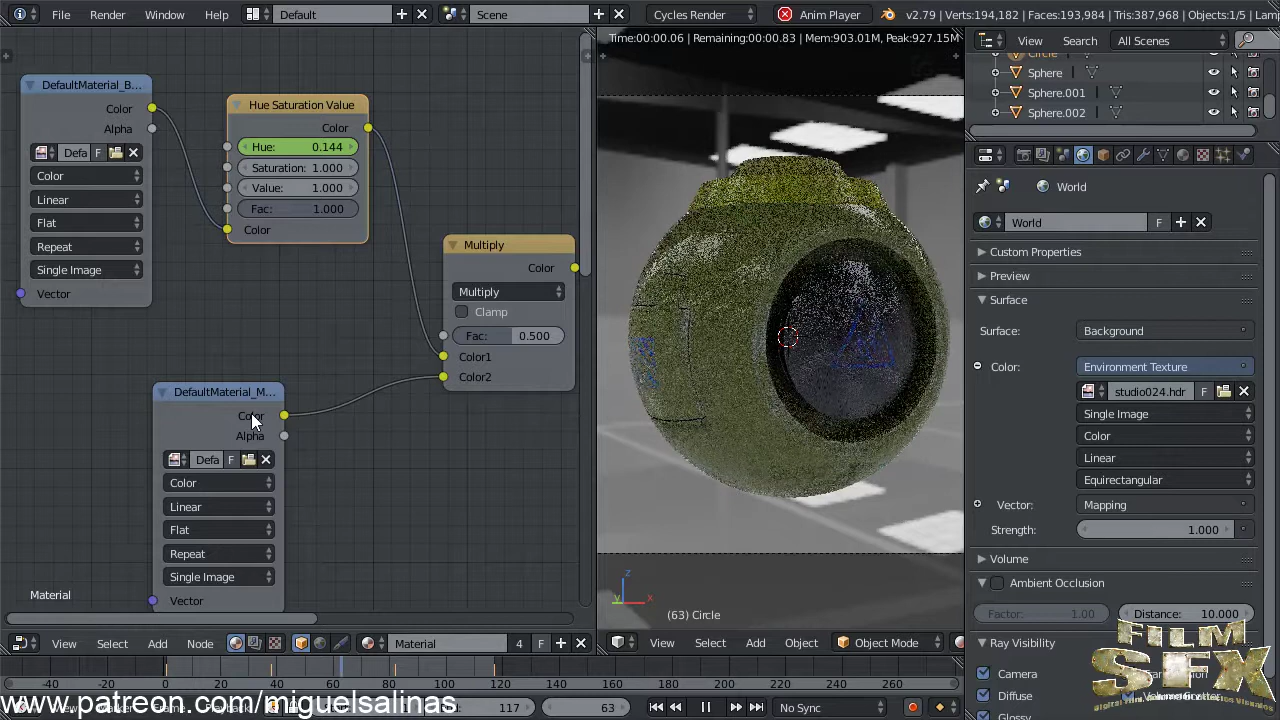 File Render Window Help Default Scene Cycles Render Anim Player v2.79 | Verts:194,182 | Faces:193,984 | Tris:387,968 | Objects:1/5 | Lam
Time:00:00.06 | Remaining:00:00.83 | Mem:903.01M, Peak:927.15M
View Search All Scenes
Circle
Sphere
Sphere.001
Sphere.002
DefaultMaterial_B...
Color
Alpha
Defa F
Color
Linear
Flat
Repeat
Single Image
Vector
Hue Saturation Value
Color
Hue: 0.144
Saturation: 1.000
Value: 1.000
Fac: 1.000
Color
Multiply
Color
Multiply
Clamp
Fac: 0.500
Color1
Color2
DefaultMaterial_M...
Color
Alpha
Defa F
Color
Linear
Flat
Repeat
Single Image
Vector
Material
z
y x
(63) Circle
World
World F
Custom Properties
Preview
Surface
Surface: Background
Color: Environment Texture
studio024.hdr F
Single Image
Color
Linear
Equirectangular
Vector: Mapping
Strength: 1.000
Volume
Ambient Occlusion
Factor: 1.00 Distance: 10.000
Ray Visibility
Camera
Diffuse
Glossy
FILM
SFX
View Select Add Node Material 4 F
View Select Add Object Object Mode
-40 -20 0 20 40 60 80 100 120 140 160 180 200 220 240 260
117 63 No Sync
www.patreon.com/miguelsalinas